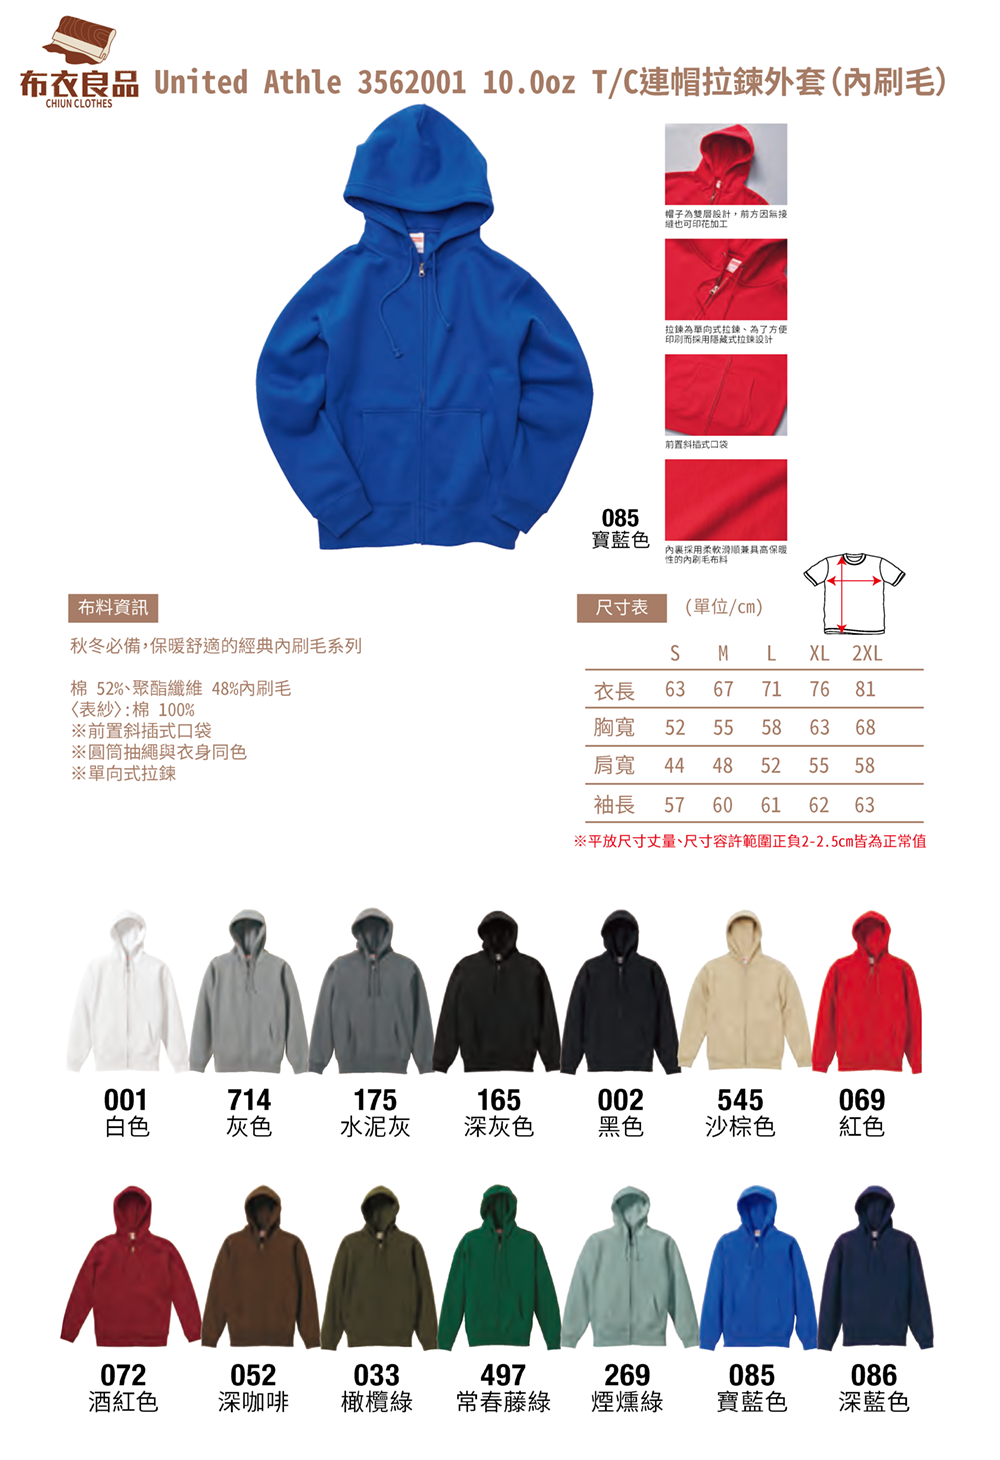 布衣良品
CHIUN CLOTHES
United Athle 3562001 10.0oz T/C連帽拉鍊外套(內刷毛)
帽子為雙層設計，前方因無接
縫也可印花加工
拉鍊為單向式拉鍊、為了方便
印刷而採用隱藏式拉鍊設計
前置斜插式口袋
內裏採用柔軟滑順兼具高保暖
性的內刷毛布料
085
寶藍色
布料資訊
秋冬必備,保暖舒適的經典內刷毛系列
棉 52%、聚酯纖維 48%內刷毛
〈表紗〉:棉 100%
※前置斜插式口袋
※圓筒抽繩與衣身同色
※單向式拉鍊
尺寸表 (單位/cm)
S M L XL 2XL
衣長 63 67 71 76 81
胸寬 52 55 58 63 68
肩寬 44 48 52 55 58
袖長 57 60 61 62 63
※平放尺寸丈量、尺寸容許範圍正負2-2.5cm皆為正常值
001 714 175 165 002 545 069
白色 灰色 水泥灰 深灰色 黑色 沙棕色 紅色
072 052 033 497 269 085 086
酒紅色 深咖啡 橄欖綠 常春藤綠 煙燻綠 寶藍色 深藍色